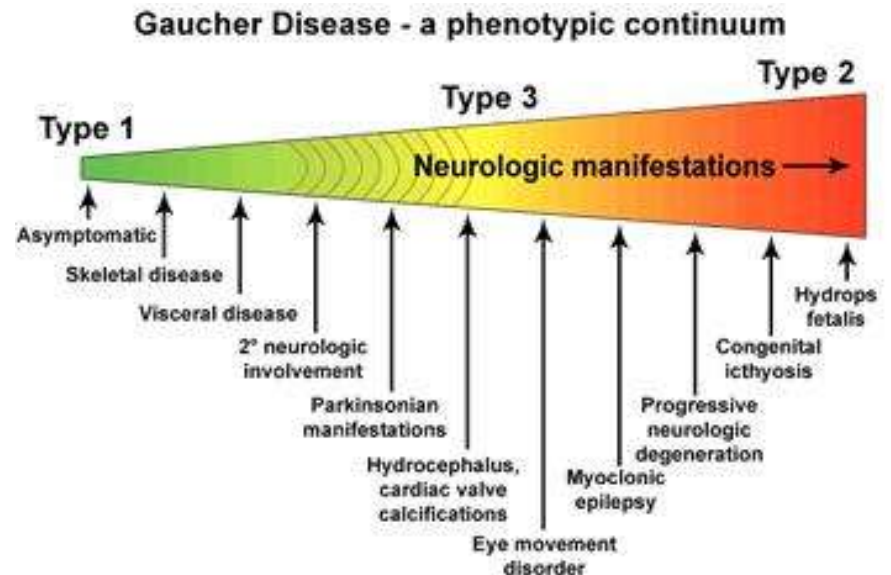 Gaucher Disease - a phenotypic continuum
Type 1
Type 3
Type 2
Neurologic manifestations
Asymptomatic
Skeletal disease
Visceral disease
2° neurologic
involvement
Parkinsonian
manifestations
Hydrocephalus,
cardiac valve
calcifications
Eye movement
disorder
Myoclonic
epilepsy
Progressive
neurologic
degeneration
Congenital
icthyosis
Hydrops
fetalis